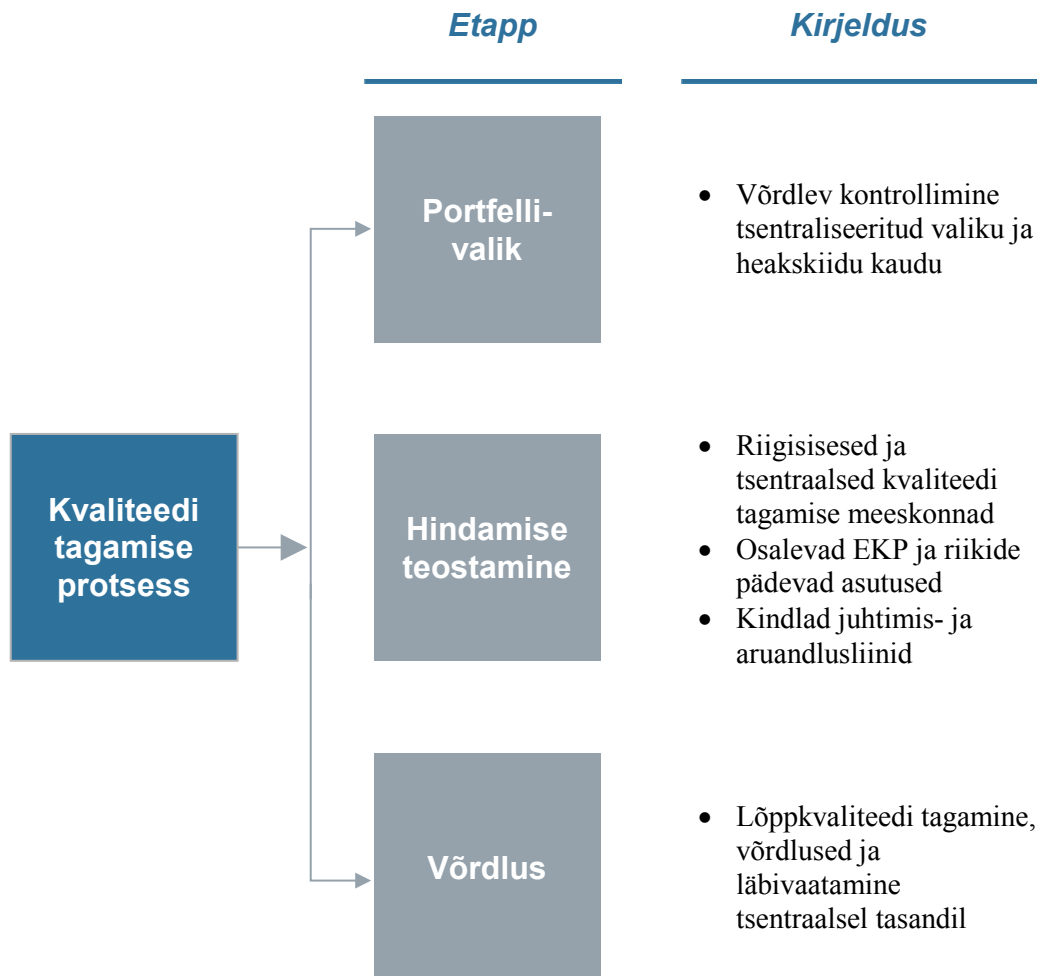 Etapp
Kirjeldus
Portfelli-
valik
• Võrdlev kontrollimine
tsentraliseeritud valiku ja
heakskiidu kaudu
Kvaliteedi
tagamise
protsess
Hindamise
teostamine
• Riigisisesed ja
tsentraalsed kvaliteedi
tagamise meeskonnad
• Osalevad EKP ja riikide
pädevad asutused
• Kindlad juhtimis- ja
aruandlusliinid
Võrdlus
• Lõppkvaliteedi tagamine,
võrdlused ja
läbivaatamine
tsentraalsel tasandil